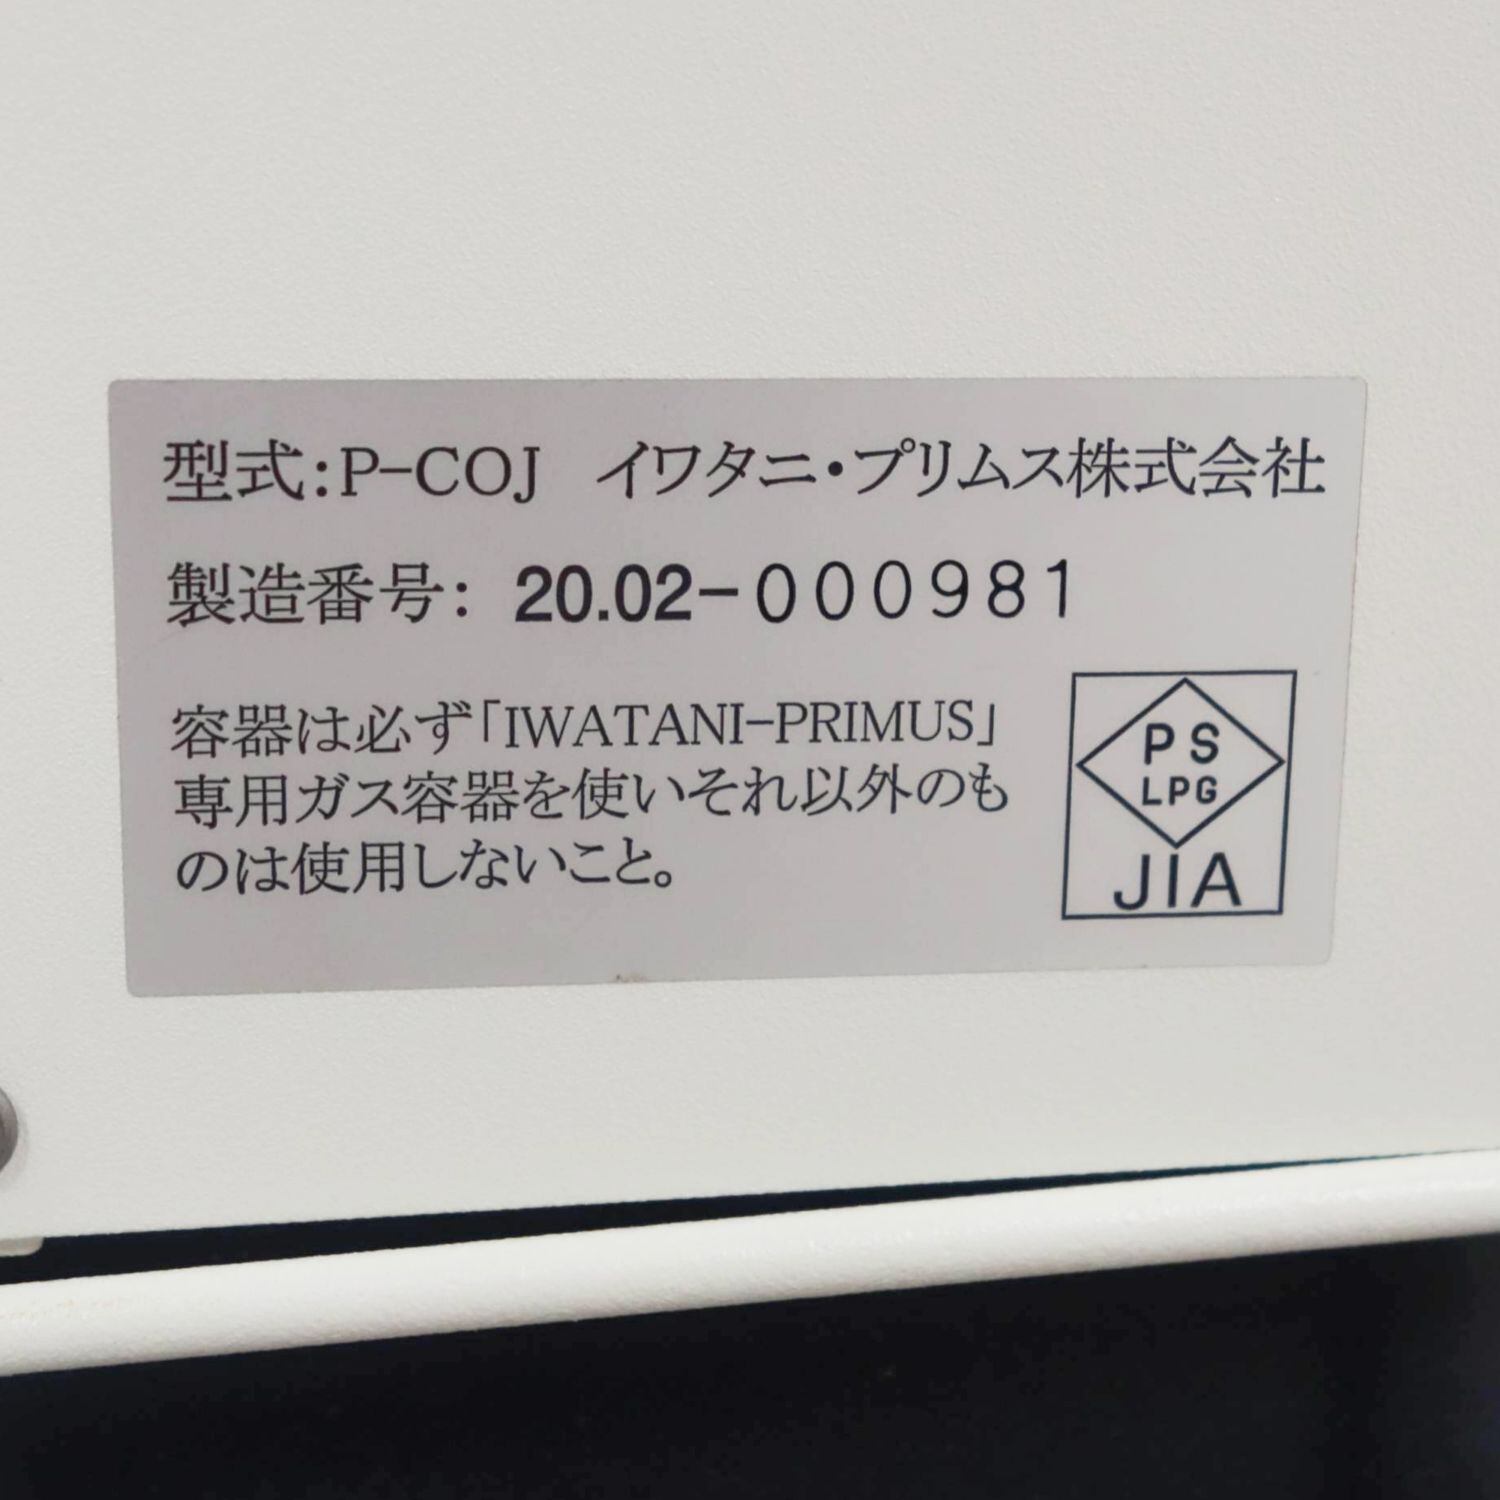 型式:P-COJ　イワタニ・プリムス株式会社
製造番号: 20.02-000981
容器は必ず「IWATANI-PRIMUS」
専用ガス容器を使いそれ以外のも
のは使用しないこと。
PS
LPG
JIA